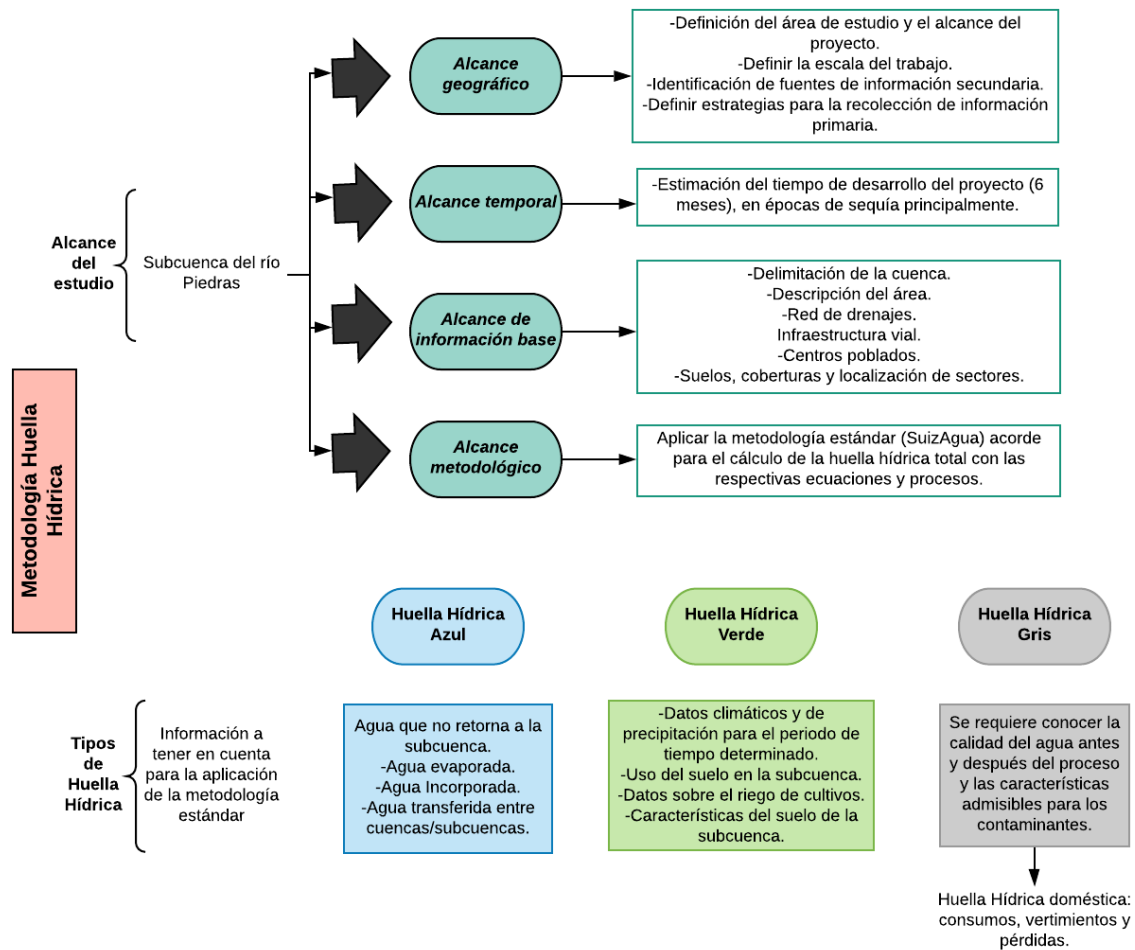 Metodología Huella
Hídrica
Alcance
del
estudio
Subcuenca del río
Piedras
Alcance
geográfico
-Definición del área de estudio y el alcance del
proyecto.
-Definir la escala del trabajo.
-Identificación de fuentes de información secundaria.
-Definir estrategias para la recolección de información
primaria.
Alcance temporal
-Estimación del tiempo de desarrollo del proyecto (6
meses), en épocas de sequía principalmente.
Alcance de
información base
-Delimitación de la cuenca.
-Descripción del área.
-Red de drenajes.
Infraestructura vial.
-Centros poblados.
-Suelos, coberturas y localización de sectores.
Alcance
metodológico
Aplicar la metodología estándar (SuizAgua) acorde
para el cálculo de la huella hídrica total con las
respectivas ecuaciones y procesos.
Tipos
de
Huella
Hídrica
Información a
tener en cuenta
para la aplicación
de la metodología
estándar
Huella Hídrica
Azul
Agua que no retorna a la
subcuenca.
-Agua evaporada.
-Agua Incorporada.
-Agua transferida entre
cuencas/subcuencas.
Huella Hídrica
Verde
-Datos climáticos y de
precipitación para el periodo de
tiempo determinado.
-Uso del suelo en la subcuenca.
-Datos sobre el riego de cultivos.
-Características del suelo de la
subcuenca.
Huella Hídrica
Gris
Se requiere conocer la
calidad del agua antes
y después del proceso
y las características
admisibles para los
contaminantes.
Huella Hídrica doméstica:
consumos, vertimientos y
pérdidas.